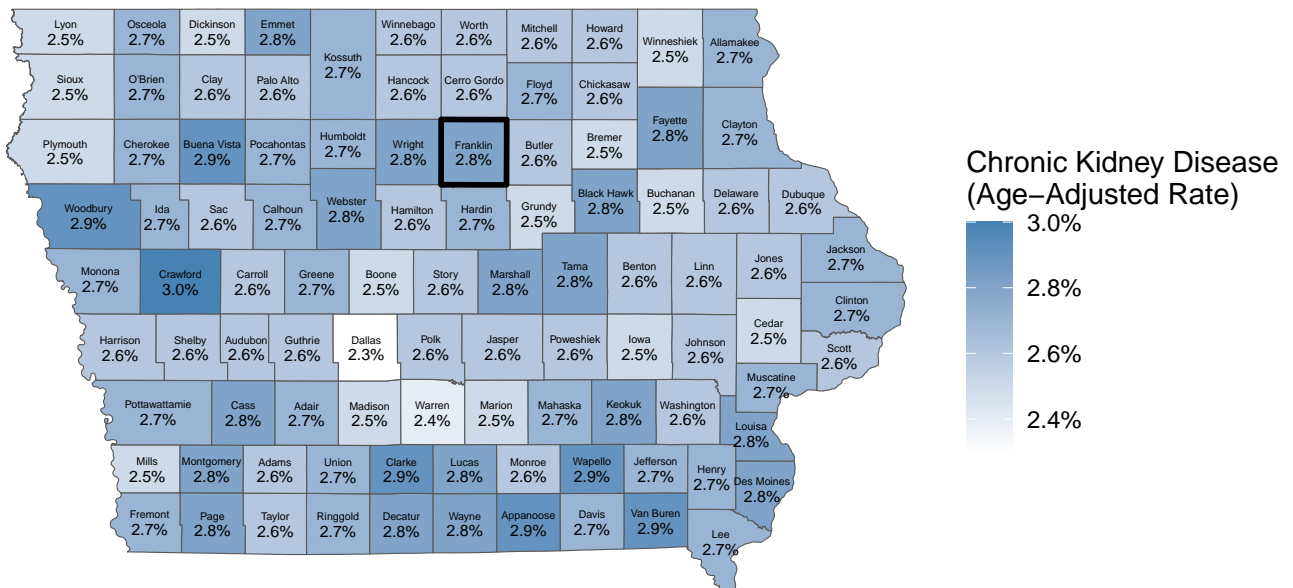 Lyon
2.5%
Osceola
2.7%
Dickinson
2.5%
Emmet
2.8%
Kossuth
2.7%
Winnebago
2.6%
Worth
2.6%
Mitchell
2.6%
Howard
2.6%
Winneshiek
2.5%
Allamakee
2.7%
Sioux
2.5%
O'Brien
2.7%
Clay
2.6%
Palo Alto
2.6%
Hancock
2.6%
Cerro Gordo
2.6%
Floyd
2.7%
Chickasaw
2.6%
Fayette
2.8%
Clayton
2.7%
Plymouth
2.5%
Cherokee
2.7%
Buena Vista
2.9%
Pocahontas
2.7%
Humboldt
2.7%
Wright
2.8%
Franklin
2.8%
Butler
2.6%
Bremer
2.5%
Woodbury
2.9%
Ida
2.7%
Sac
2.6%
Calhoun
2.7%
Webster
2.8%
Hamilton
2.6%
Hardin
2.7%
Grundy
2.5%
Black Hawk
2.8%
Buchanan
2.5%
Delaware
2.6%
Dubuque
2.6%
Monona
2.7%
Crawford
3.0%
Carroll
2.6%
Greene
2.7%
Boone
2.5%
Story
2.6%
Marshall
2.8%
Tama
2.8%
Benton
2.6%
Linn
2.6%
Jones
2.6%
Jackson
2.7%
Clinton
2.7%
Harrison
2.6%
Shelby
2.6%
Audubon
2.6%
Guthrie
2.6%
Dallas
2.3%
Polk
2.6%
Jasper
2.6%
Poweshiek
2.6%
Iowa
2.5%
Johnson
2.6%
Cedar
2.5%
Scott
2.6%
Muscatine
2.7%
Pottawattamie
2.7%
Cass
2.8%
Adair
2.7%
Madison
2.5%
Warren
2.4%
Marion
2.5%
Mahaska
2.7%
Keokuk
2.8%
Washington
2.6%
Louisa
2.8%
Mills
2.5%
Montgomery
2.8%
Adams
2.6%
Union
2.7%
Clarke
2.9%
Lucas
2.8%
Monroe
2.6%
Wapello
2.9%
Jefferson
2.7%
Henry
2.7%
Des Moines
2.8%
Fremont
2.7%
Page
2.8%
Taylor
2.6%
Ringgold
2.7%
Decatur
2.8%
Wayne
2.8%
Appanoose
2.9%
Davis
2.7%
Van Buren
2.9%
Lee
2.7%
Chronic Kidney Disease
(Age−Adjusted Rate)
3.0%
2.8%
2.6%
2.4%